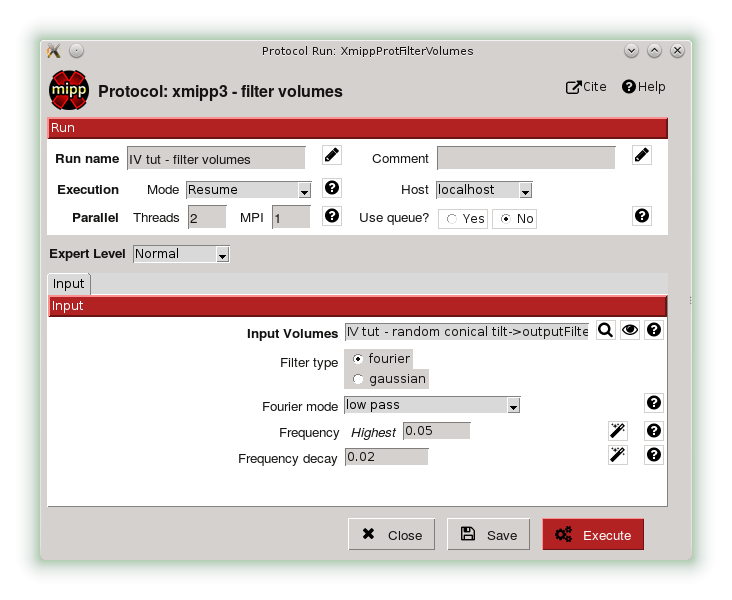 Protocol Run: XmippProtFilterVolumes
mipp Protocol: xmipp3 - filter volumes Cite Help
Run
Run name IV tut - filter volumes Comment
Execution Mode Resume Host localhost
Parallel Threads 2 MPI 1 Use queue? Yes No
Expert Level Normal
Input
Input
Input Volumes IV tut - random conical tilt->outputFilte
Filter type fourier
gaussian
Fourier mode low pass
Frequency Highest 0.05
Frequency decay 0.02
Close Save Execute